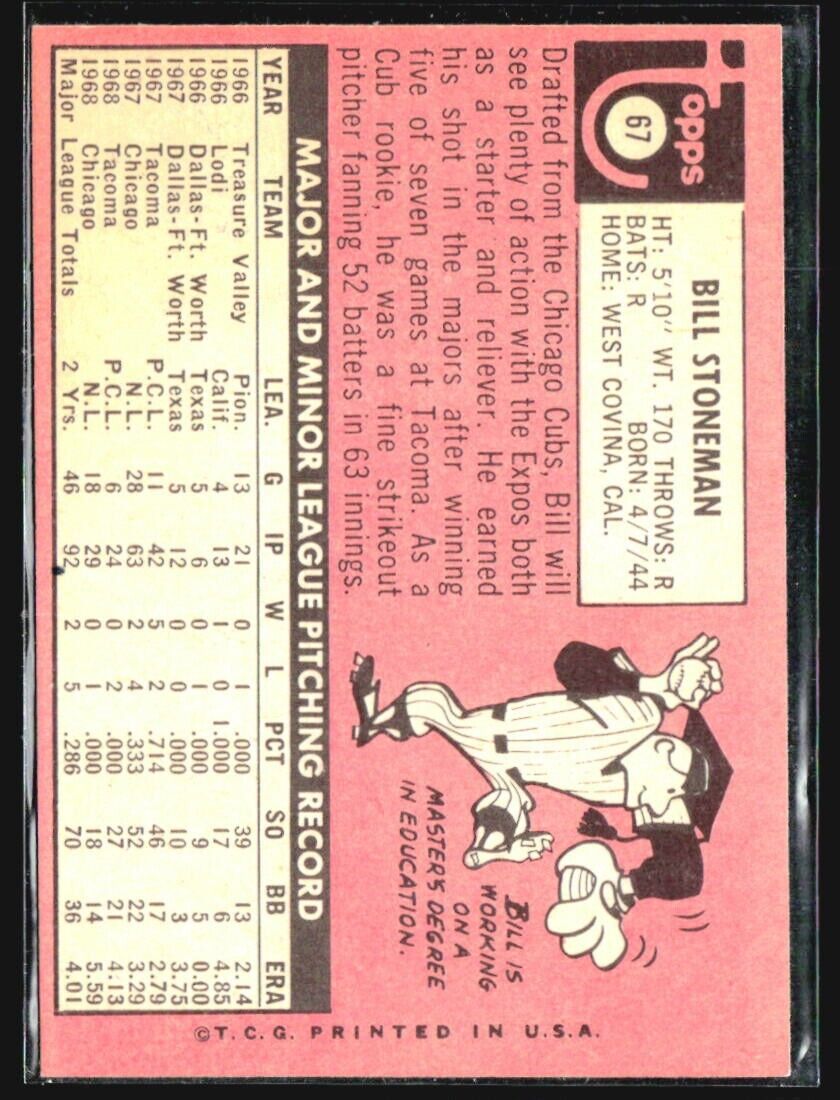 Topps
67
BILL STONEMAN
HT: 5'10" WT. 170 THROWS: R
BATS: R BORN: 4/7/44
HOME: WEST COVINA, CAL.
Drafted from the Chicago Cubs, Bill will
see plenty of action with the Expos both
as a starter and reliever. He earned
his shot in the majors after winning
five of seven games at Tacoma. As a
Cub rookie, he was a fine strikeout
pitcher fanning 52 batters in 63 innings.
BILL IS
WORKING
ON A
MASTER'S DEGREE
IN EDUCATION.
MAJOR AND MINOR LEAGUE PITCHING RECORD
YEAR TEAM LEA. G IP W L PCT SO BB ERA
1966 Treasure Valley Pion. 13 21 0 1 .000 39 13 2.14
1966 Lodi Calif. 4 13 1 0 1.000 17 6 4.85
1966 Dallas-Ft. Worth Texas 5 6 0 1 .000 9 5 0.00
1967 Dallas-Ft. Worth Texas 5 12 0 0 .000 10 3 3.75
1967 Tacoma P.C.L. 11 42 5 2 .714 46 17 2.79
1967 Chicago N.L. 28 63 2 4 .333 52 22 3.29
1968 Tacoma P.C.L. 6 24 0 2 .000 27 21 4.13
1968 Chicago N.L. 18 29 0 1 .000 18 14 5.59
Major League Totals 2 Yrs. 46 92 2 5 .286 70 36 4.01
©T.C.G. PRINTED IN U.S.A.